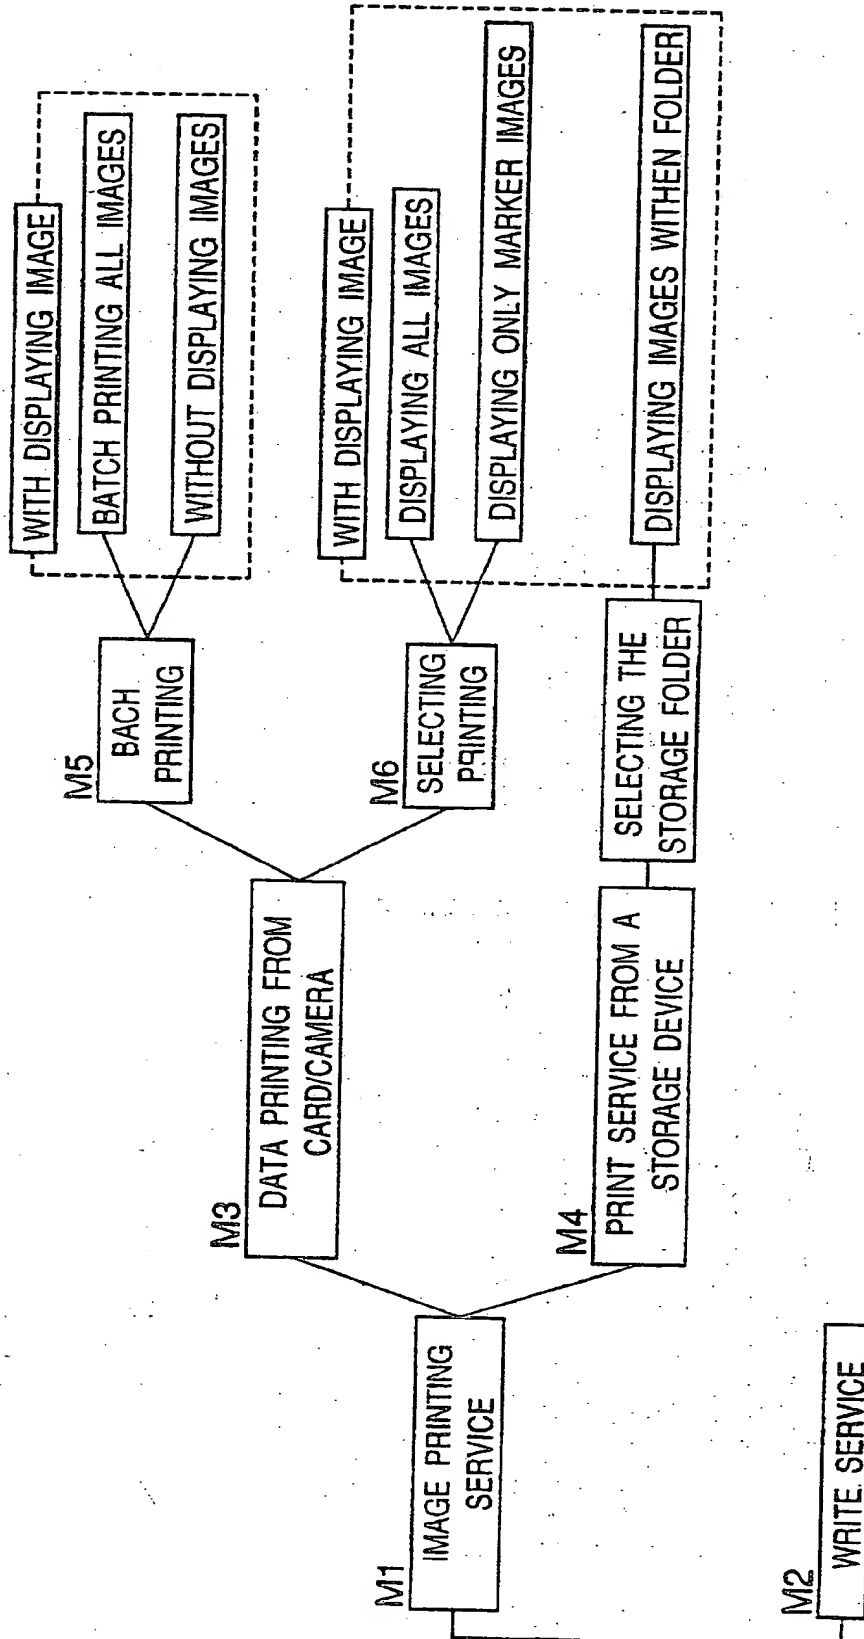 M1
IMAGE PRINTING
SERVICE
M3
DATA PRINTING FROM
CARD/CAMERA
M5
BACH
PRINTING
WITH DISPLAYING IMAGE
BATCH PRINTING ALL IMAGES
WITHOUT DISPLAYING IMAGES
M6
SELECTING
PRINTING
WITH DISPLAYING IMAGE
DISPLAYING ALL IMAGES
DISPLAYING ONLY MARKER IMAGES
M4
PRINT SERVICE FROM A
STORAGE DEVICE
SELECTING THE
STORAGE FOLDER
DISPLAYING IMAGES WITHEN FOLDER
M2
WRITE SERVICE